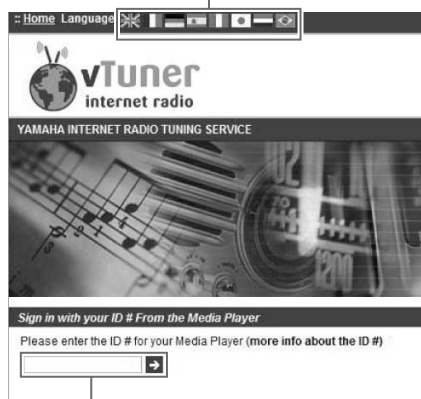 :: Home Language
vTuner
internet radio
YAMAHA INTERNET RADIO TUNING SERVICE
Sign in with your ID # From the Media Player
Please enter the ID # for your Media Player (more info about the ID #)